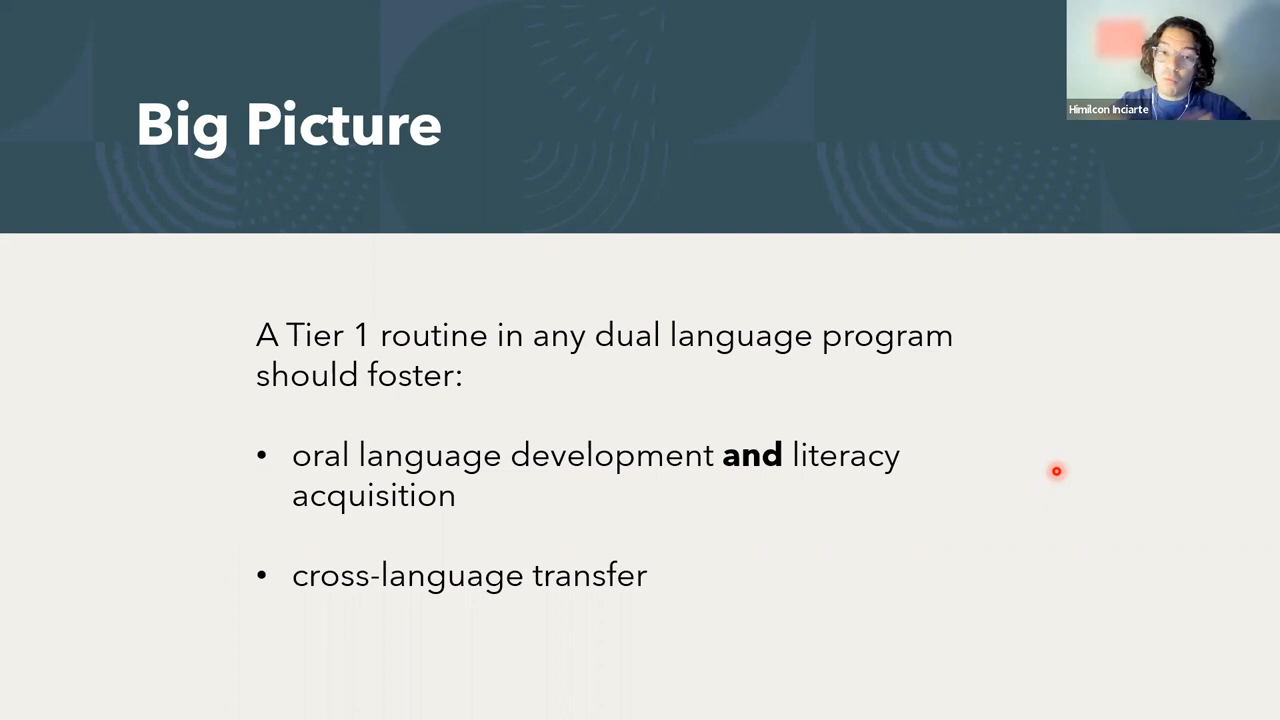 Big Picture
Himilcon Inciarte
A Tier 1 routine in any dual language program
should foster:
• oral language development and literacy
acquisition
• cross-language transfer